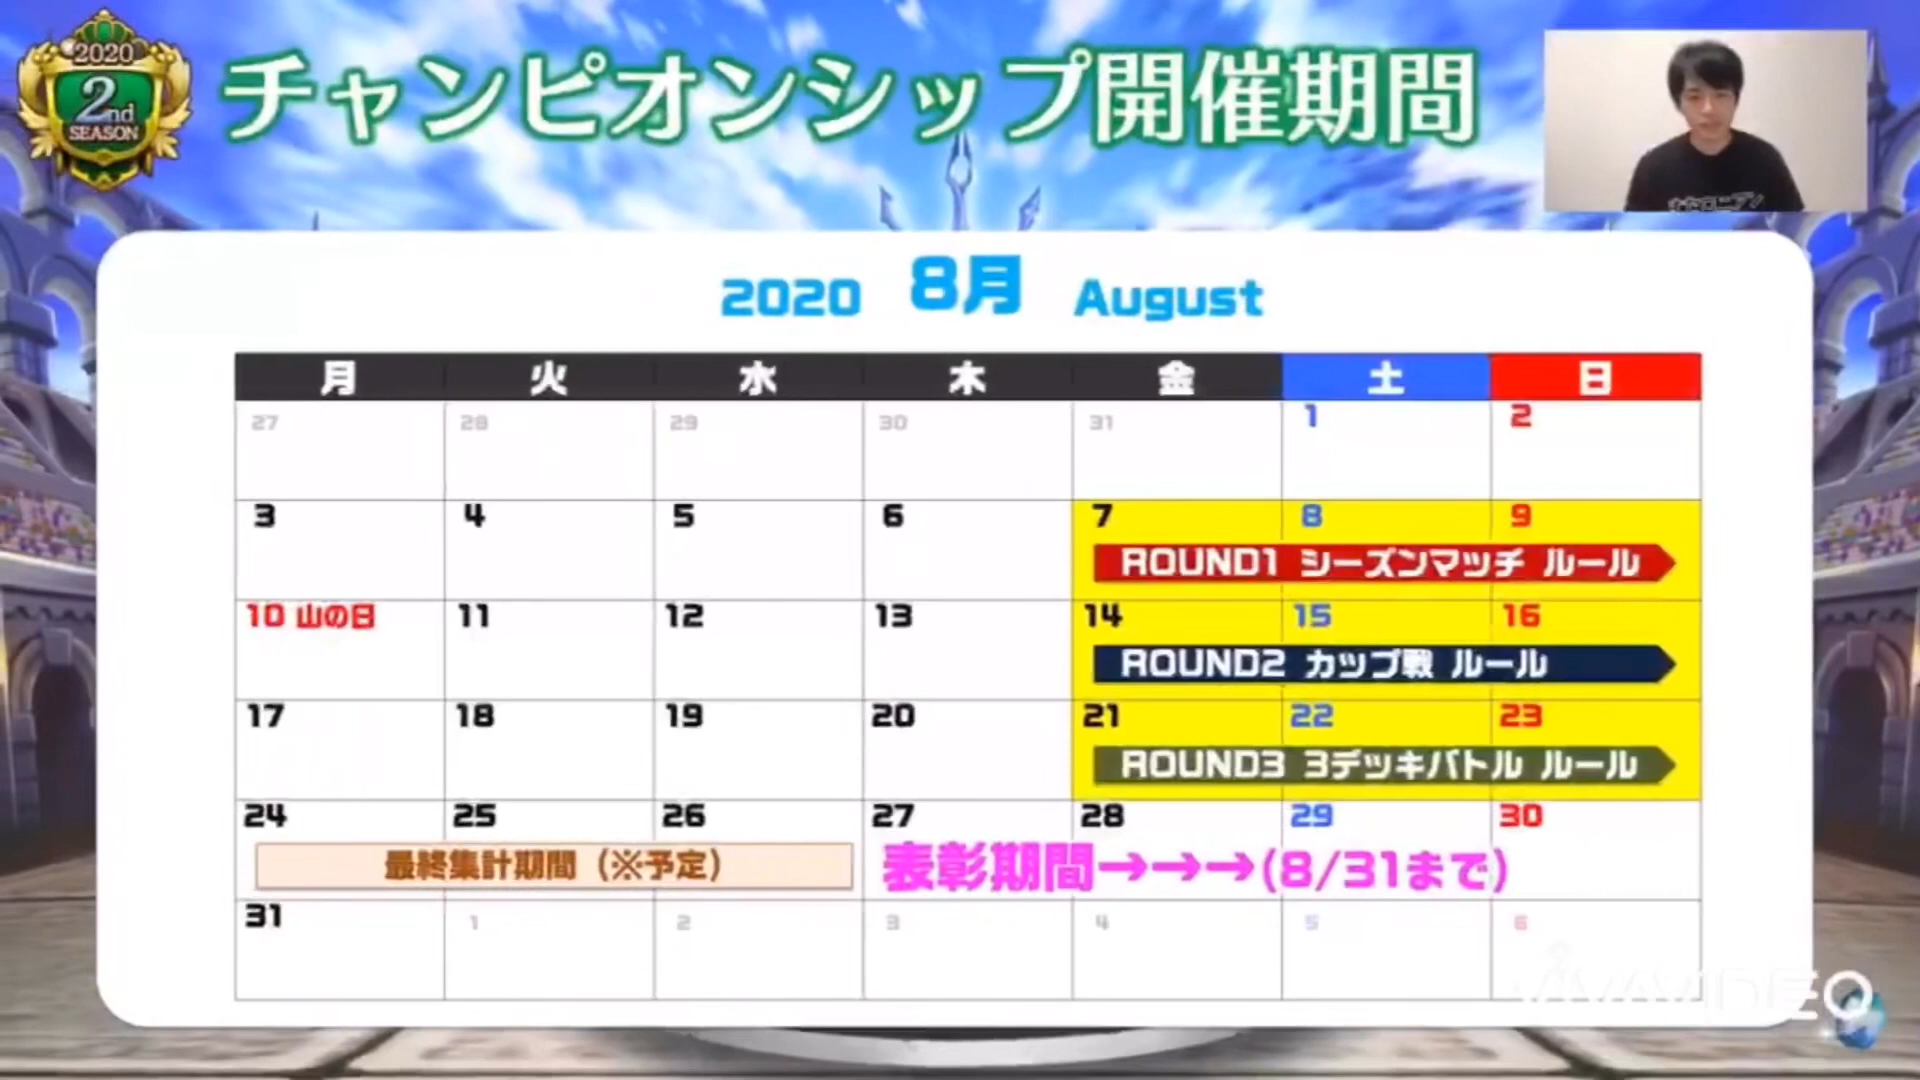 2020
2nd
SEASON
チャンピオンシップ開催期間
2020 8月 August
月 火 水 木 金 土 日
27 28 29 30 31 1 2
3 4 5 6 7 8 9
ROUND1 シーズンマッチ ルール
10 山の日 11 12 13 14 15 16
ROUND2 カップ戦 ルール
17 18 19 20 21 22 23
ROUND3 3デッキバトル ルール
24 25 26 27 28 29 30
最終集計期間(※予定) 表彰期間→→→(8/31まで)
31 1 2 3 4 5 6
VIVAVIDEO